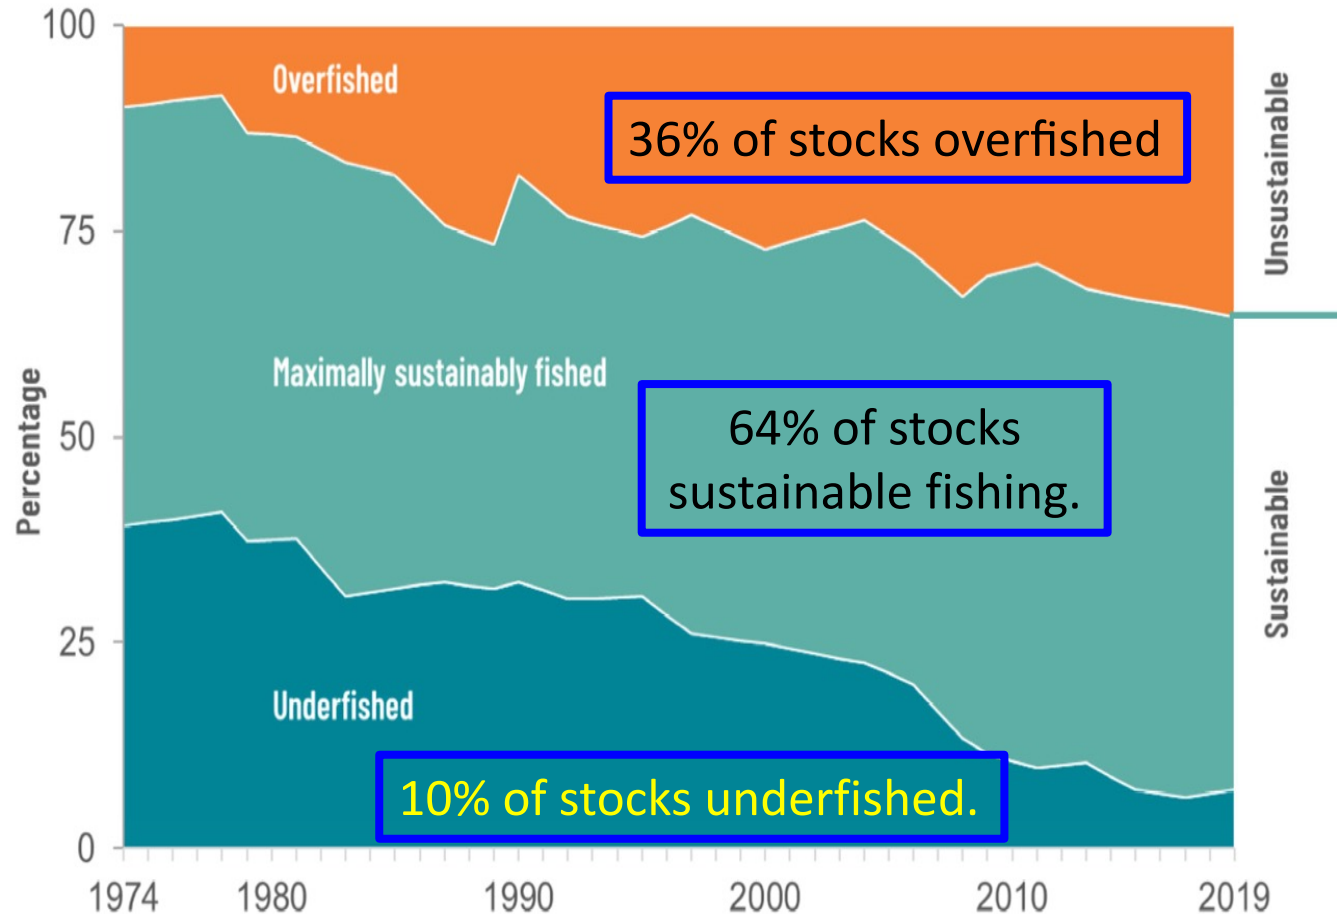 100
75
50
25
0
Percentage
Overfished
36% of stocks overfished
Maximally sustainably fished
64% of stocks
sustainable fishing.
Underfished
10% of stocks underfished.
Unsustainable
Sustainable
1974
1980
1990
2000
2010
2019